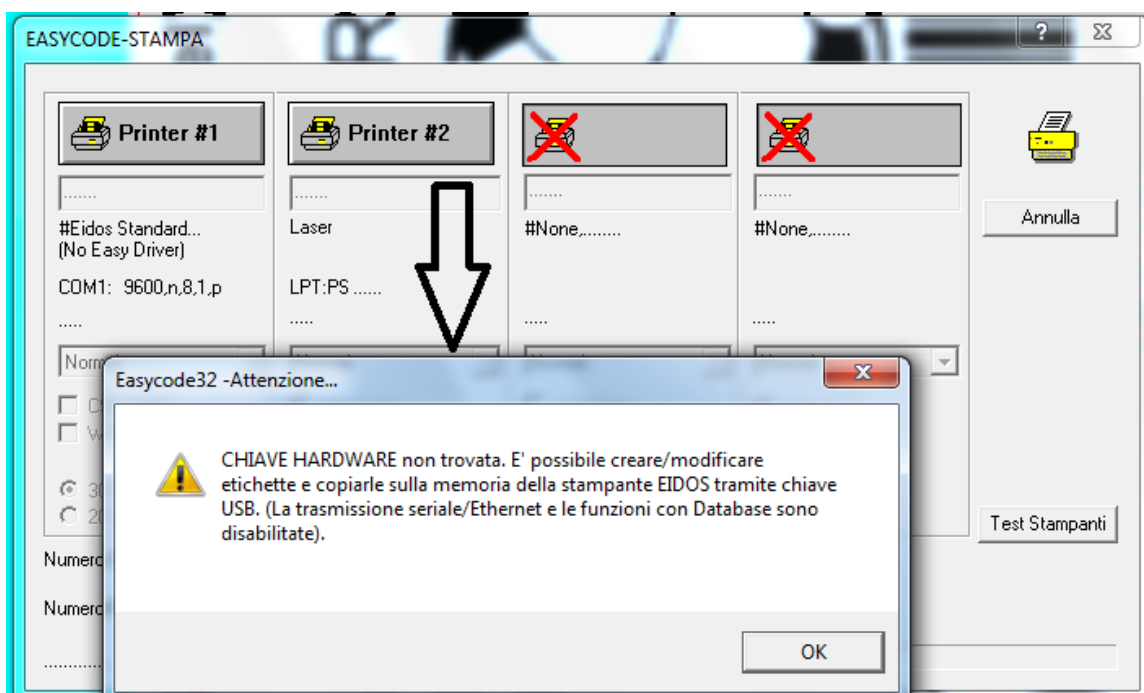 EASYCODE-STAMPA
Printer #1
Printer #2
......
.......
.......
.......
#Eidos Standard...
(No Easy Driver)
Laser
#None,........
#None,........
Annulla
COM1: 9600,n,8,1,p
LPT:PS ......
.....
.....
.....
.....
Easycode32 -Attenzione...
CHIAVE HARDWARE non trovata. E' possibile creare/modificare
etichette e copiarle sulla memoria della stampante EIDOS tramite chiave
USB. (La trasmissione seriale/Ethernet e le funzioni con Database sono
disabilitate).
Test Stampanti
Numero
Numero
OK